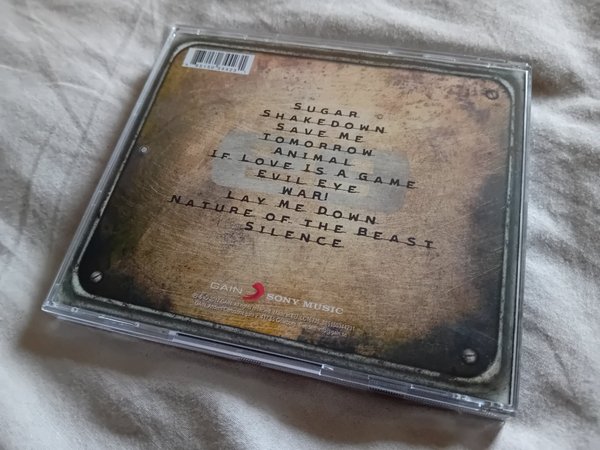 Sugar
Shakedown
Save Me
Tomorrow
Animal
If Love Is a Game
Evil Eye
War!
Lay Me Down
Nature of the Beast
Silence
GAIN SONY MUSIC